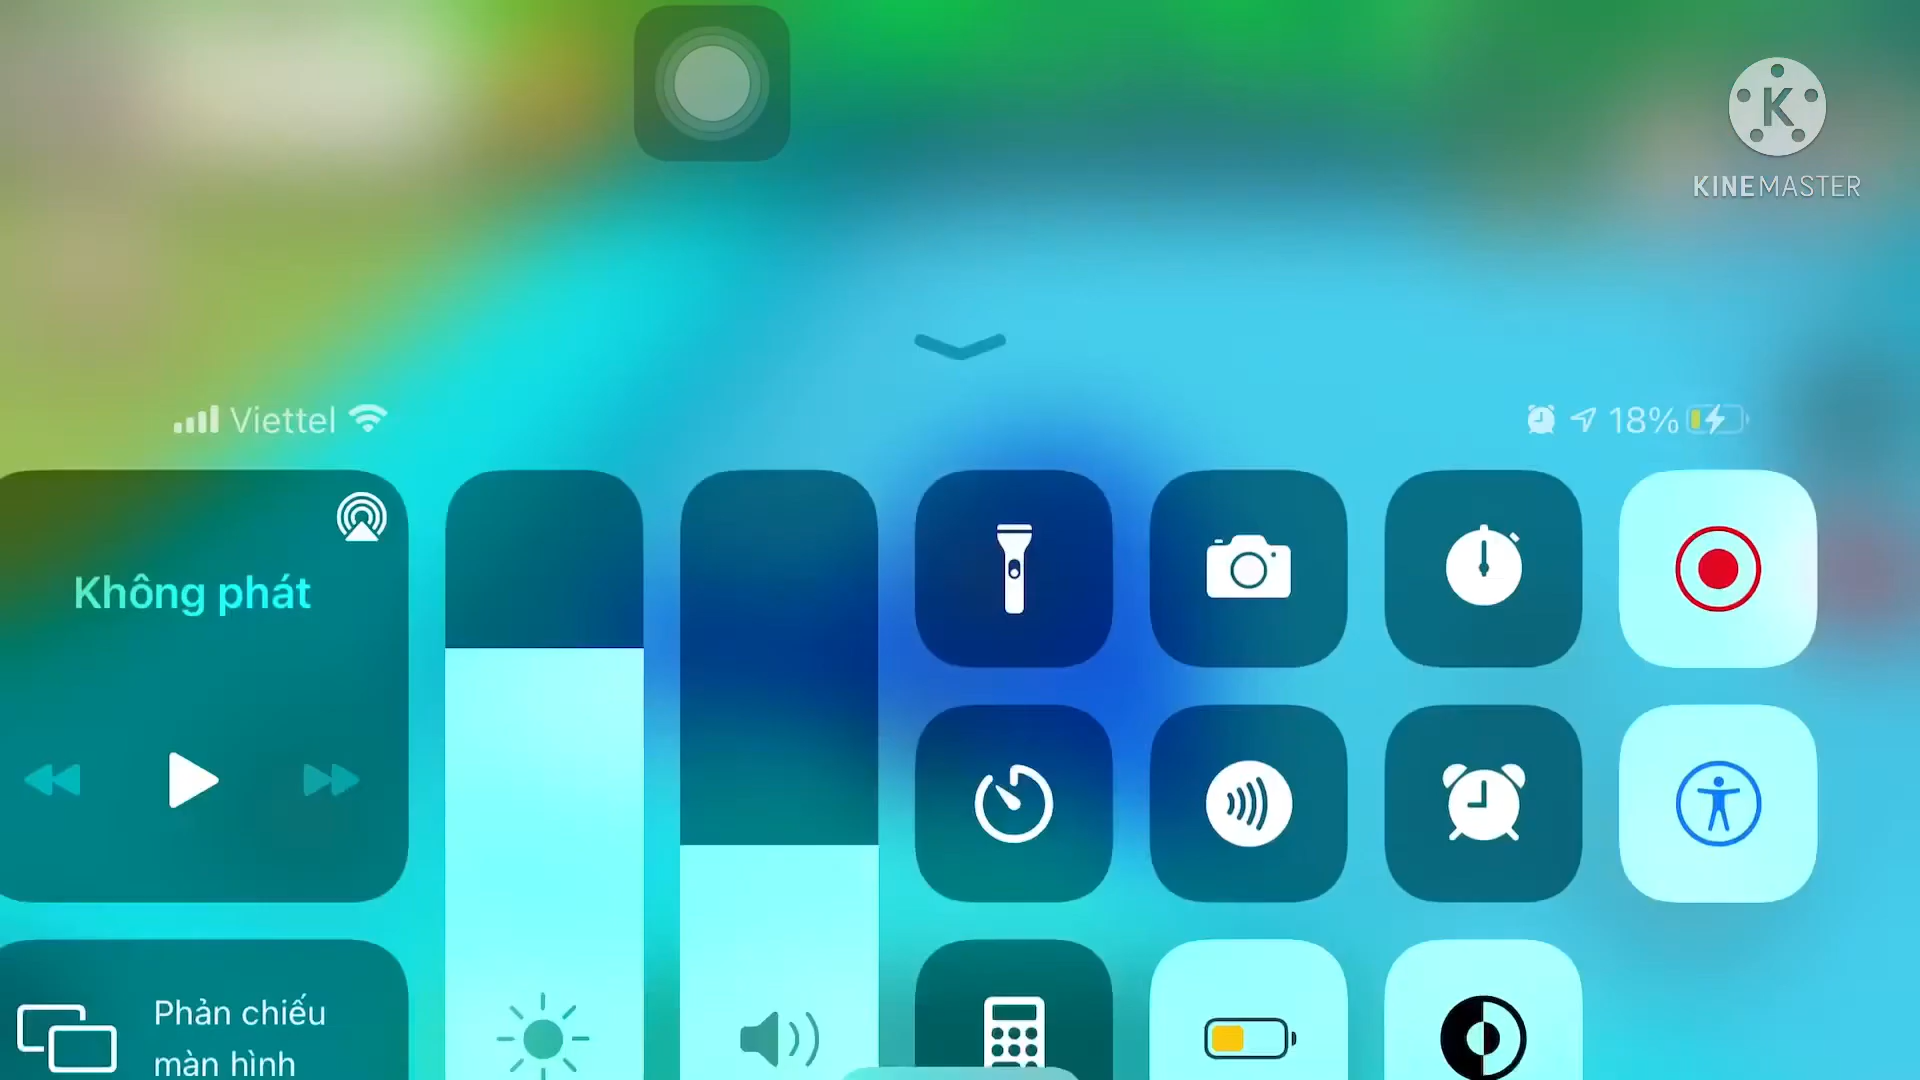 K
KINEMASTER
Viettel
18%
Không phát
Phản chiếu
màn hình